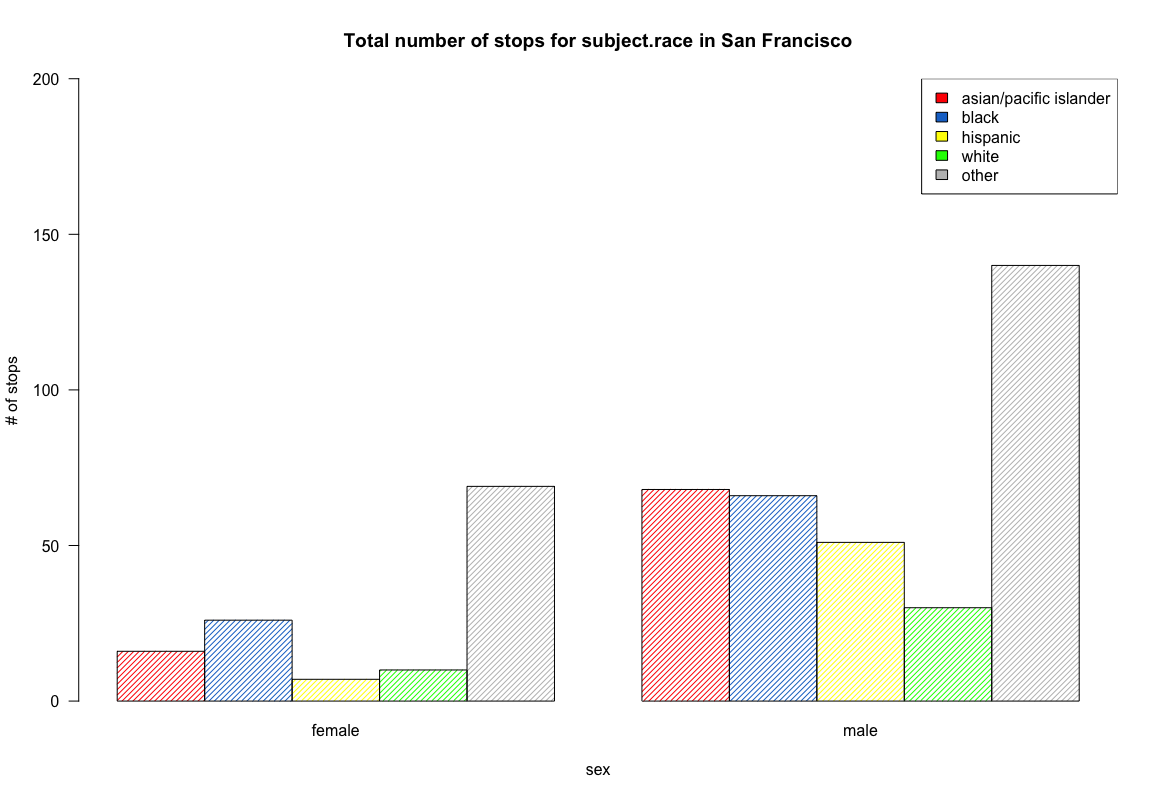 Total number of stops for subject.race in San Francisco
200
150
100
50
0
# of stops
asian/pacific islander
black
hispanic
white
other
female
male
sex